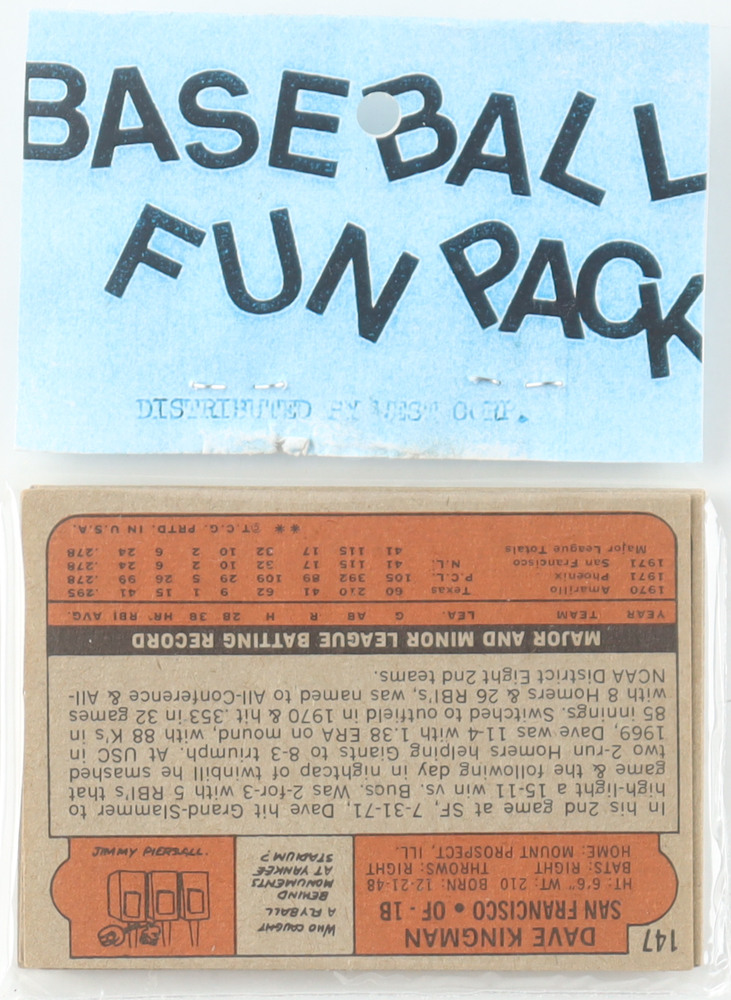 BASEBALL
FUN PACK
DISTRIBUTED BY WEST CORP.
147
DAVE KINGMAN
SAN FRANCISCO • OF - 1B
HT: 6'6" WT: 210 BORN: 12-21-48
BATS: RIGHT THROWS: RIGHT
HOME: MOUNT PROSPECT, ILL.
WHO CAUGHT
A FLYBALL
BEHIND
MONUMENTS
AT YANKEE
STADIUM?
JIMMY PIERSALL.
In his 2nd game at SF, 7-31-71, Dave hit Grand-Slammer to
high-light a 15-11 win vs. Bucs. Was 2-for-3 with 5 RBI's that
game & the following day in nightcap of twinbill he smashed
two 2-run Homers helping Giants to 8-3 triumph. At USC in
1969, Dave was 11-4 with 1.38 ERA on mound, with 88 K's in
85 innings. Switched to outfield in 1970 & hit .353 in 32 games
with 8 Homers & 26 RBI's, was named to All-Conference & All-
NCAA District Eight 2nd teams.
MAJOR AND MINOR LEAGUE BATTING RECORD
YEAR TEAM LEA. G AB R H 2B 3B HR. RBI AVG.
1970 Amarillo Texas 60 210 41 62 9 1 15 41 .295
1971 Phoenix P.C.L. 105 392 89 109 29 5 26 99 .278
1971 San Francisco N.L. 41 115 17 32 10 2 6 24 .278
Major League Totals 41 115 17 32 10 2 6 24 .278
** ©T.C.G. PRTD. IN U.S.A.